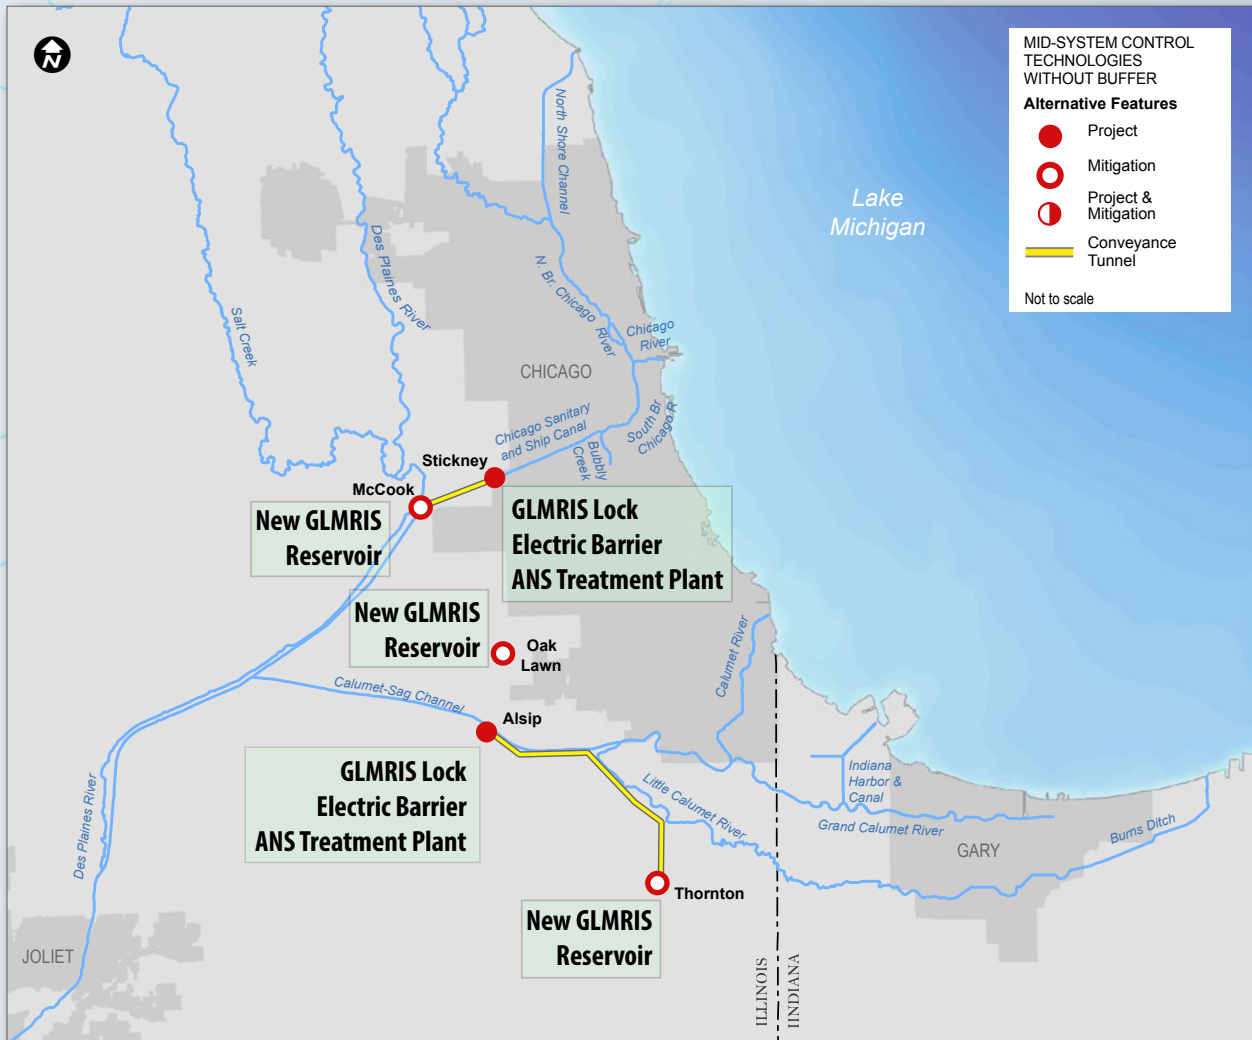 N
MID-SYSTEM CONTROL
TECHNOLOGIES
WITHOUT BUFFER
Alternative Features
Project
Mitigation
Project &
Mitigation
Conveyance
Tunnel
Not to scale
Lake
Michigan
North Shore Channel
Des Plaines River
Salt Creek
N. Br. Chicago River
Chicago
River
CHICAGO
Chicago Sanitary
and Ship Canal
South Br
Chicago R
Bubbly
Creek
Stickney
McCook
New GLMRIS
Reservoir
GLMRIS Lock
Electric Barrier
ANS Treatment Plant
New GLMRIS
Reservoir
Oak
Lawn
Calumet River
Calumet-Sag Channel
Alsip
GLMRIS Lock
Electric Barrier
ANS Treatment Plant
Little Calumet River
Indiana
Harbor &
Canal
Grand Calumet River
GARY
Burns Ditch
Des Plaines River
Thornton
New GLMRIS
Reservoir
JOLIET
ILLINOIS
IINDIANA